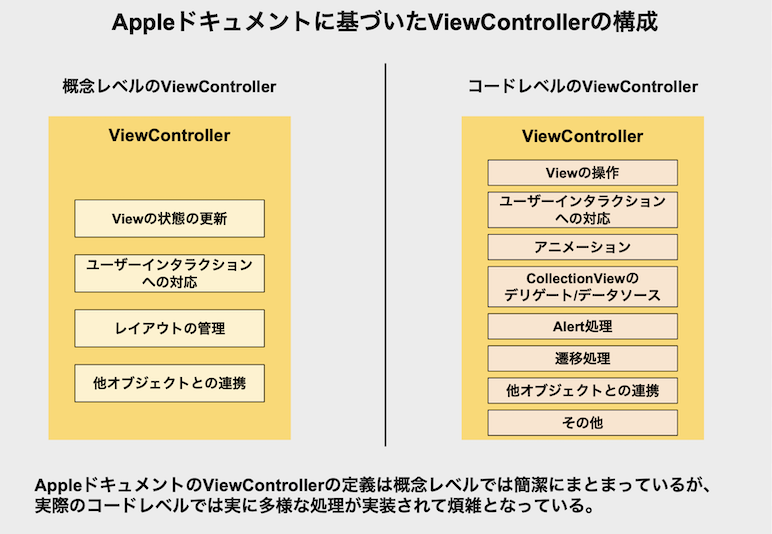 Appleドキュメントに基づいたViewControllerの構成
概念レベルのViewController
ViewController
Viewの状態の更新
ユーザーインタラクション
への対応
レイアウトの管理
他オブジェクトとの連携
コードレベルのViewController
ViewController
Viewの操作
ユーザーインタラクション
への対応
アニメーション
CollectionViewの
デリゲート/データソース
Alert処理
遷移処理
他オブジェクトとの連携
その他
AppleドキュメントのViewControllerの定義は概念レベルでは簡潔にまとまっているが、
実際のコードレベルでは実に多様な処理が実装されて煩雑となっている。